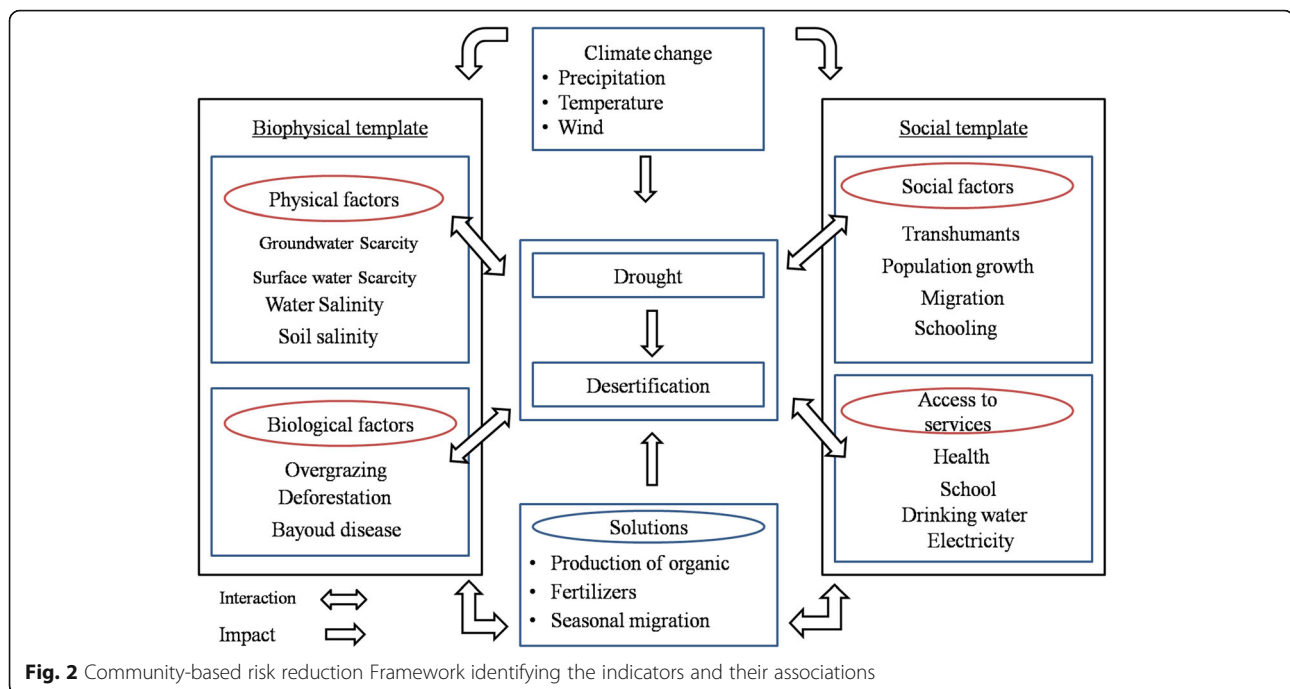 Climate change
• Precipitation
• Temperature
• Wind
Biophysical template
Physical factors
Groundwater Scarcity
Surface water Scarcity
Water Salinity
Soil salinity
Biological factors
Overgrazing
Deforestation
Bayoud disease
Drought
Desertification
Solutions
• Production of organic
• Fertilizers
• Seasonal migration
Social template
Social factors
Transhumants
Population growth
Migration
Schooling
Access to
services
Health
School
Drinking water
Electricity
Interaction
Impact
Fig. 2 Community-based risk reduction Framework identifying the indicators and their associations